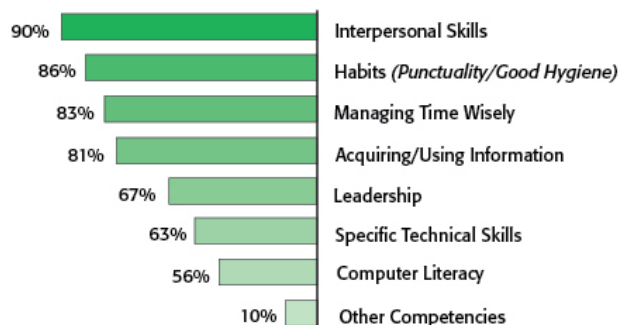 90% Interpersonal Skills
86% Habits (Punctuality/Good Hygiene)
83% Managing Time Wisely
81% Acquiring/Using Information
67% Leadership
63% Specific Technical Skills
56% Computer Literacy
10% Other Competencies